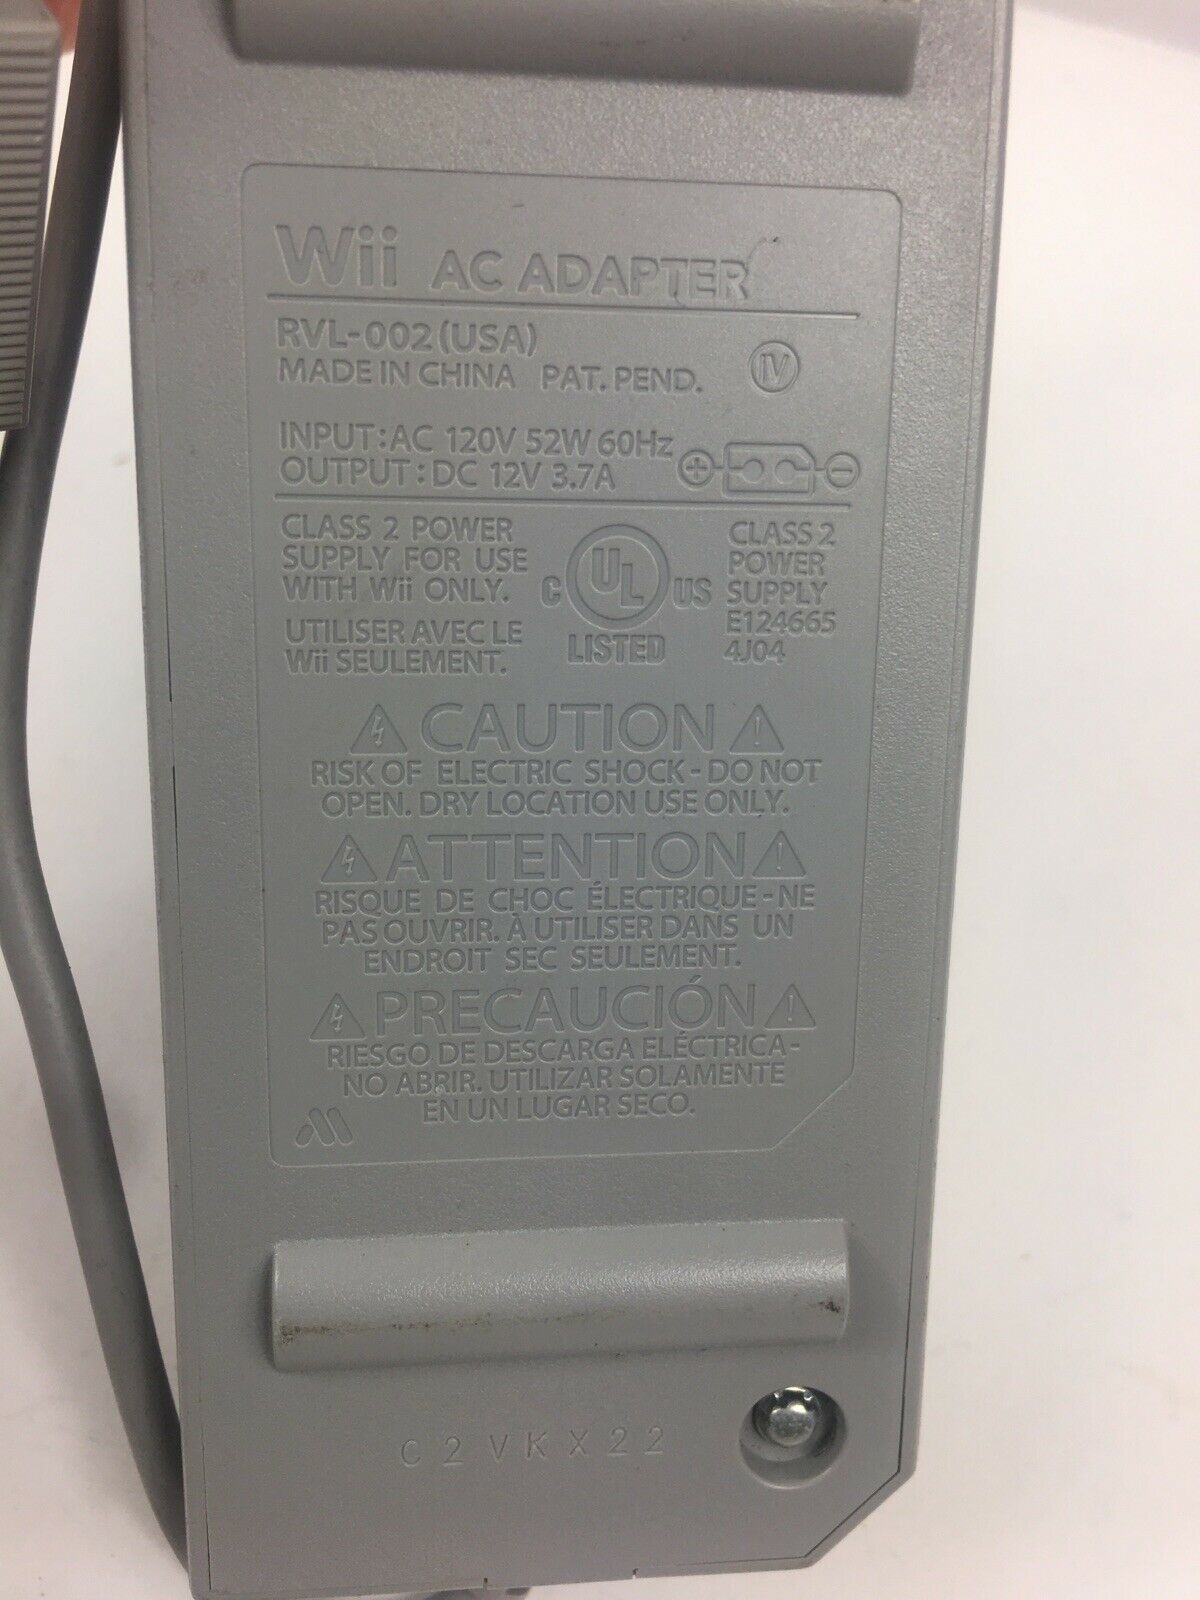 Wii AC ADAPTER
RVL-002 (USA)
MADE IN CHINA PAT. PEND. IV
INPUT : AC 120V 52W 60Hz
OUTPUT : DC 12V 3.7A
CLASS 2 POWER
SUPPLY FOR USE
WITH Wii ONLY.
UTILISER AVEC LE
Wii SEULEMENT.
C UL US
LISTED
CLASS 2
POWER
SUPPLY
E124665
4J04
CAUTION
RISK OF ELECTRIC SHOCK - DO NOT
OPEN. DRY LOCATION USE ONLY.
ATTENTION
RISQUE DE CHOC ÉLECTRIQUE - NE
PAS OUVRIR. À UTILISER DANS UN
ENDROIT SEC SEULEMENT.
PRECAUCIÓN
RIESGO DE DESCARGA ELÉCTRICA -
NO ABRIR. UTILIZAR SOLAMENTE
EN UN LUGAR SECO.
C2VKX22